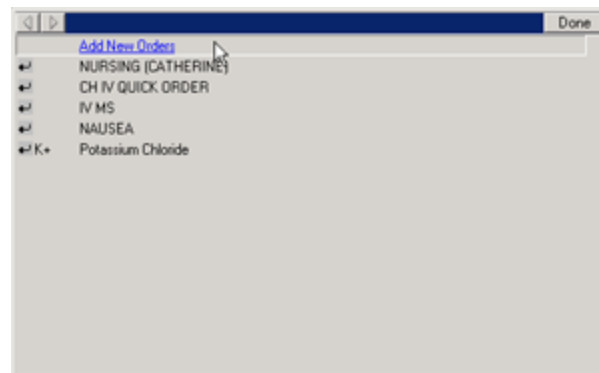 Done
Add New Orders
NURSING (CATHERINE)
CH IV QUICK ORDER
IV MS
NAUSEA
K+ Potassium Chloride